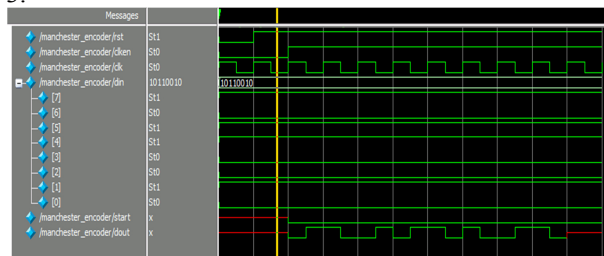 3.
Messages
/manchester_encoder/rst St1
/manchester_encoder/clken St0
/manchester_encoder/clk St0
/manchester_encoder/din 10110010 10110010
[7] St1
[6] St0
[5] St1
[4] St1
[3] St0
[2] St0
[1] St1
[0] St0
/manchester_encoder/start x
/manchester_encoder/dout x